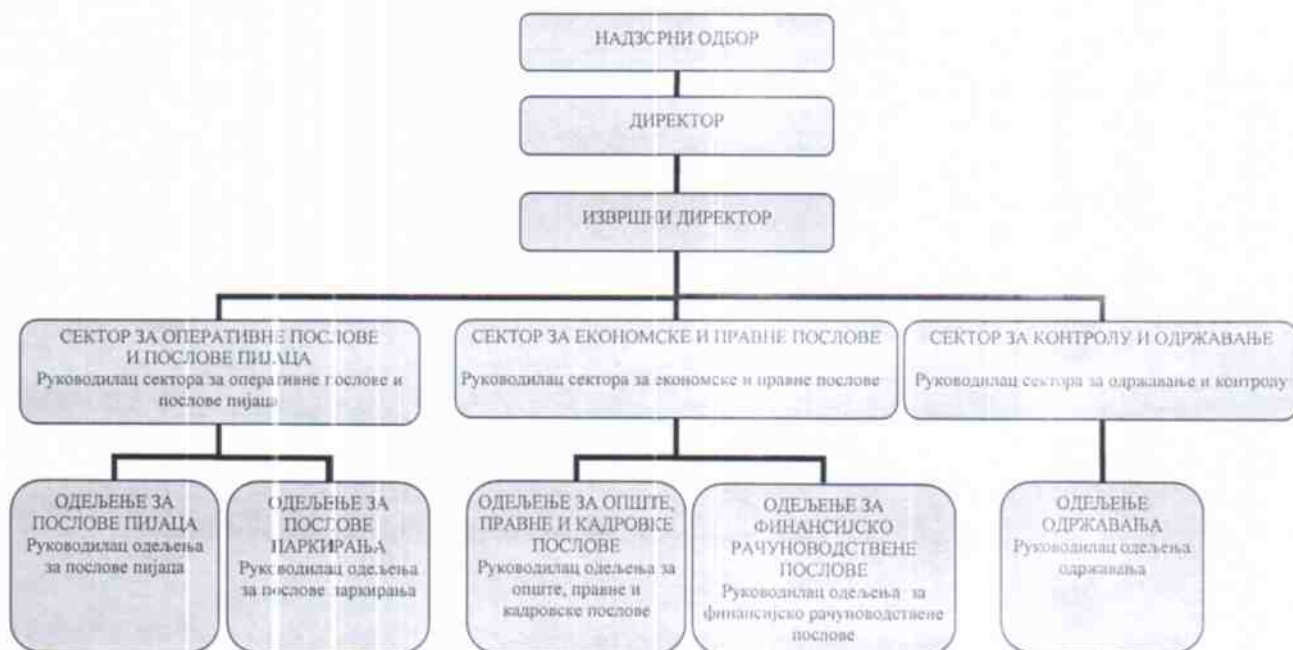 НАДЗСРНИ ОДБОР
ДИРЕКТОР
ИЗВРШНИ ДИРЕКТОР
СЕКТОР ЗА ОПЕРАТИВНЕ ПОСЛОВЕ
И ПОСЛОВЕ ПИЈАЦА
Руководилац сектора за оперативне послове и
послове пијаца
СЕКТОР ЗА ЕКОНОМСКЕ И ПРАВНЕ ПОСЛОВЕ
Руководилац сектора за економске и правне послове
СЕКТОР ЗА КОНТРОЛУ И ОДРЖАВАЊЕ
Руководилац сектора за одржавање и контролу
ОДЕЉЕЊЕ ЗА
ПОСЛОВЕ ПИЈАЦА
Руководилац одељења
за послове пијаца
ОДЕЉЕЊЕ ЗА
ПОСЛОВЕ
ПАРКИРАЊА
Руководилац одељења
за послове паркирања
ОДЕЉЕЊЕ ЗА ОПШТЕ,
ПРАВНЕ И КАДРОВКЕ
ПОСЛОВЕ
Руководилац одељења за
опште, правне и
кадровске послове
ОДЕЉЕЊЕ ЗА
ФИНАНСИЈСКО
РАЧУНОВОДСТВЕНЕ
ПОСЛОВЕ
Руководилац одељења за
финансијско рачуноводствене
послове
ОДЕЉЕЊЕ
ОДРЖАВАЊА
Руководилац одељења
одржавања